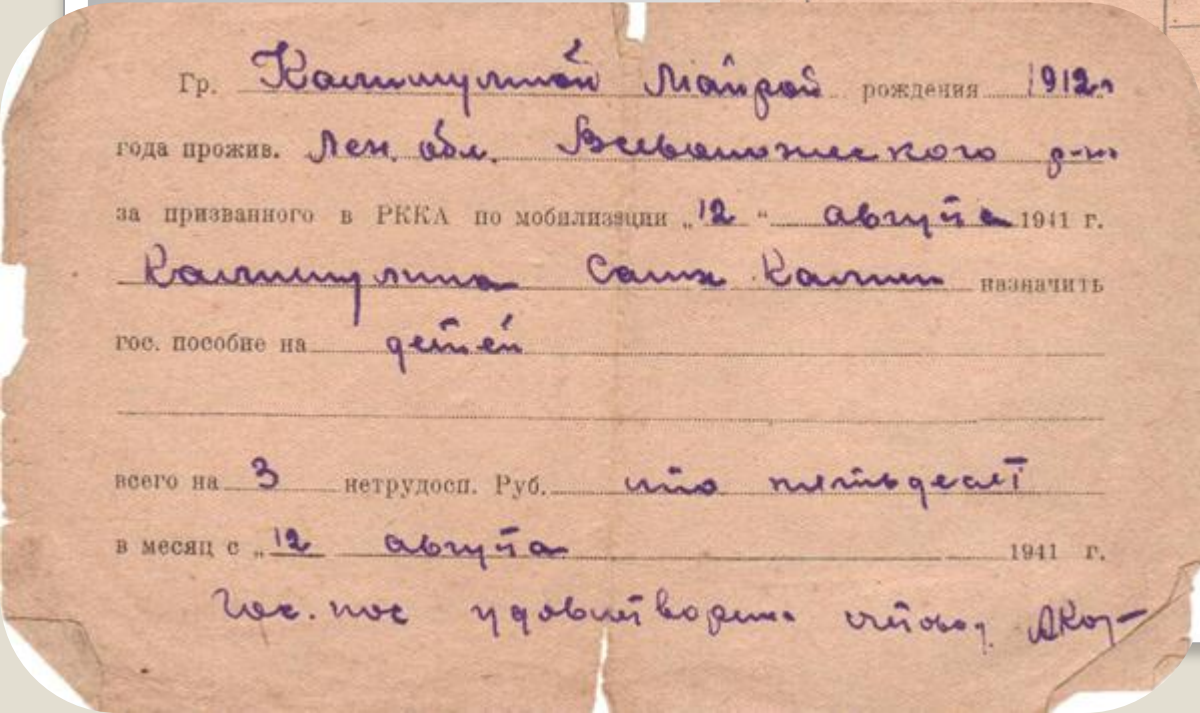 Гр. Калимулиной Майрой рождения 1912 г
года прожив. Лен. обл. Всеволожского р-на
за призванного в РККА по мобилизации „12“ августа 1941 г.
Калимулина Калим назначить
гос. пособие на детей
всего на 3 нетрудосп. Руб. сто пятьдесят
в месяц с „12 августа 1941 г.
Гос. пос удовлетворен